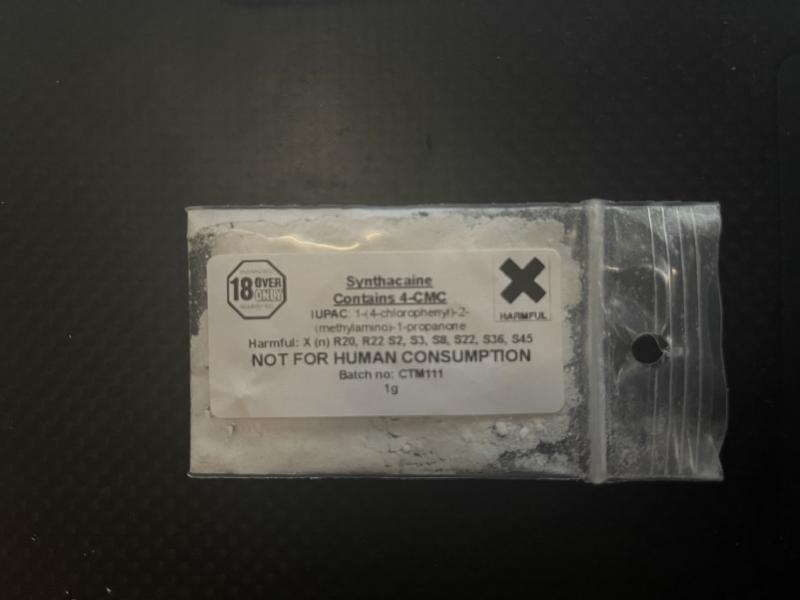 18 OVER
ONLY
Synthacaine
Contains 4-CMC
IUPAC: 1-(4-chlorophenyl)-2-
(methylamino)-1-propanone
HARMFUL
Harmful: X (n) R20, R22 S2, S3, S8, S22, S36, S45
NOT FOR HUMAN CONSUMPTION
Batch no: CTM111
1g